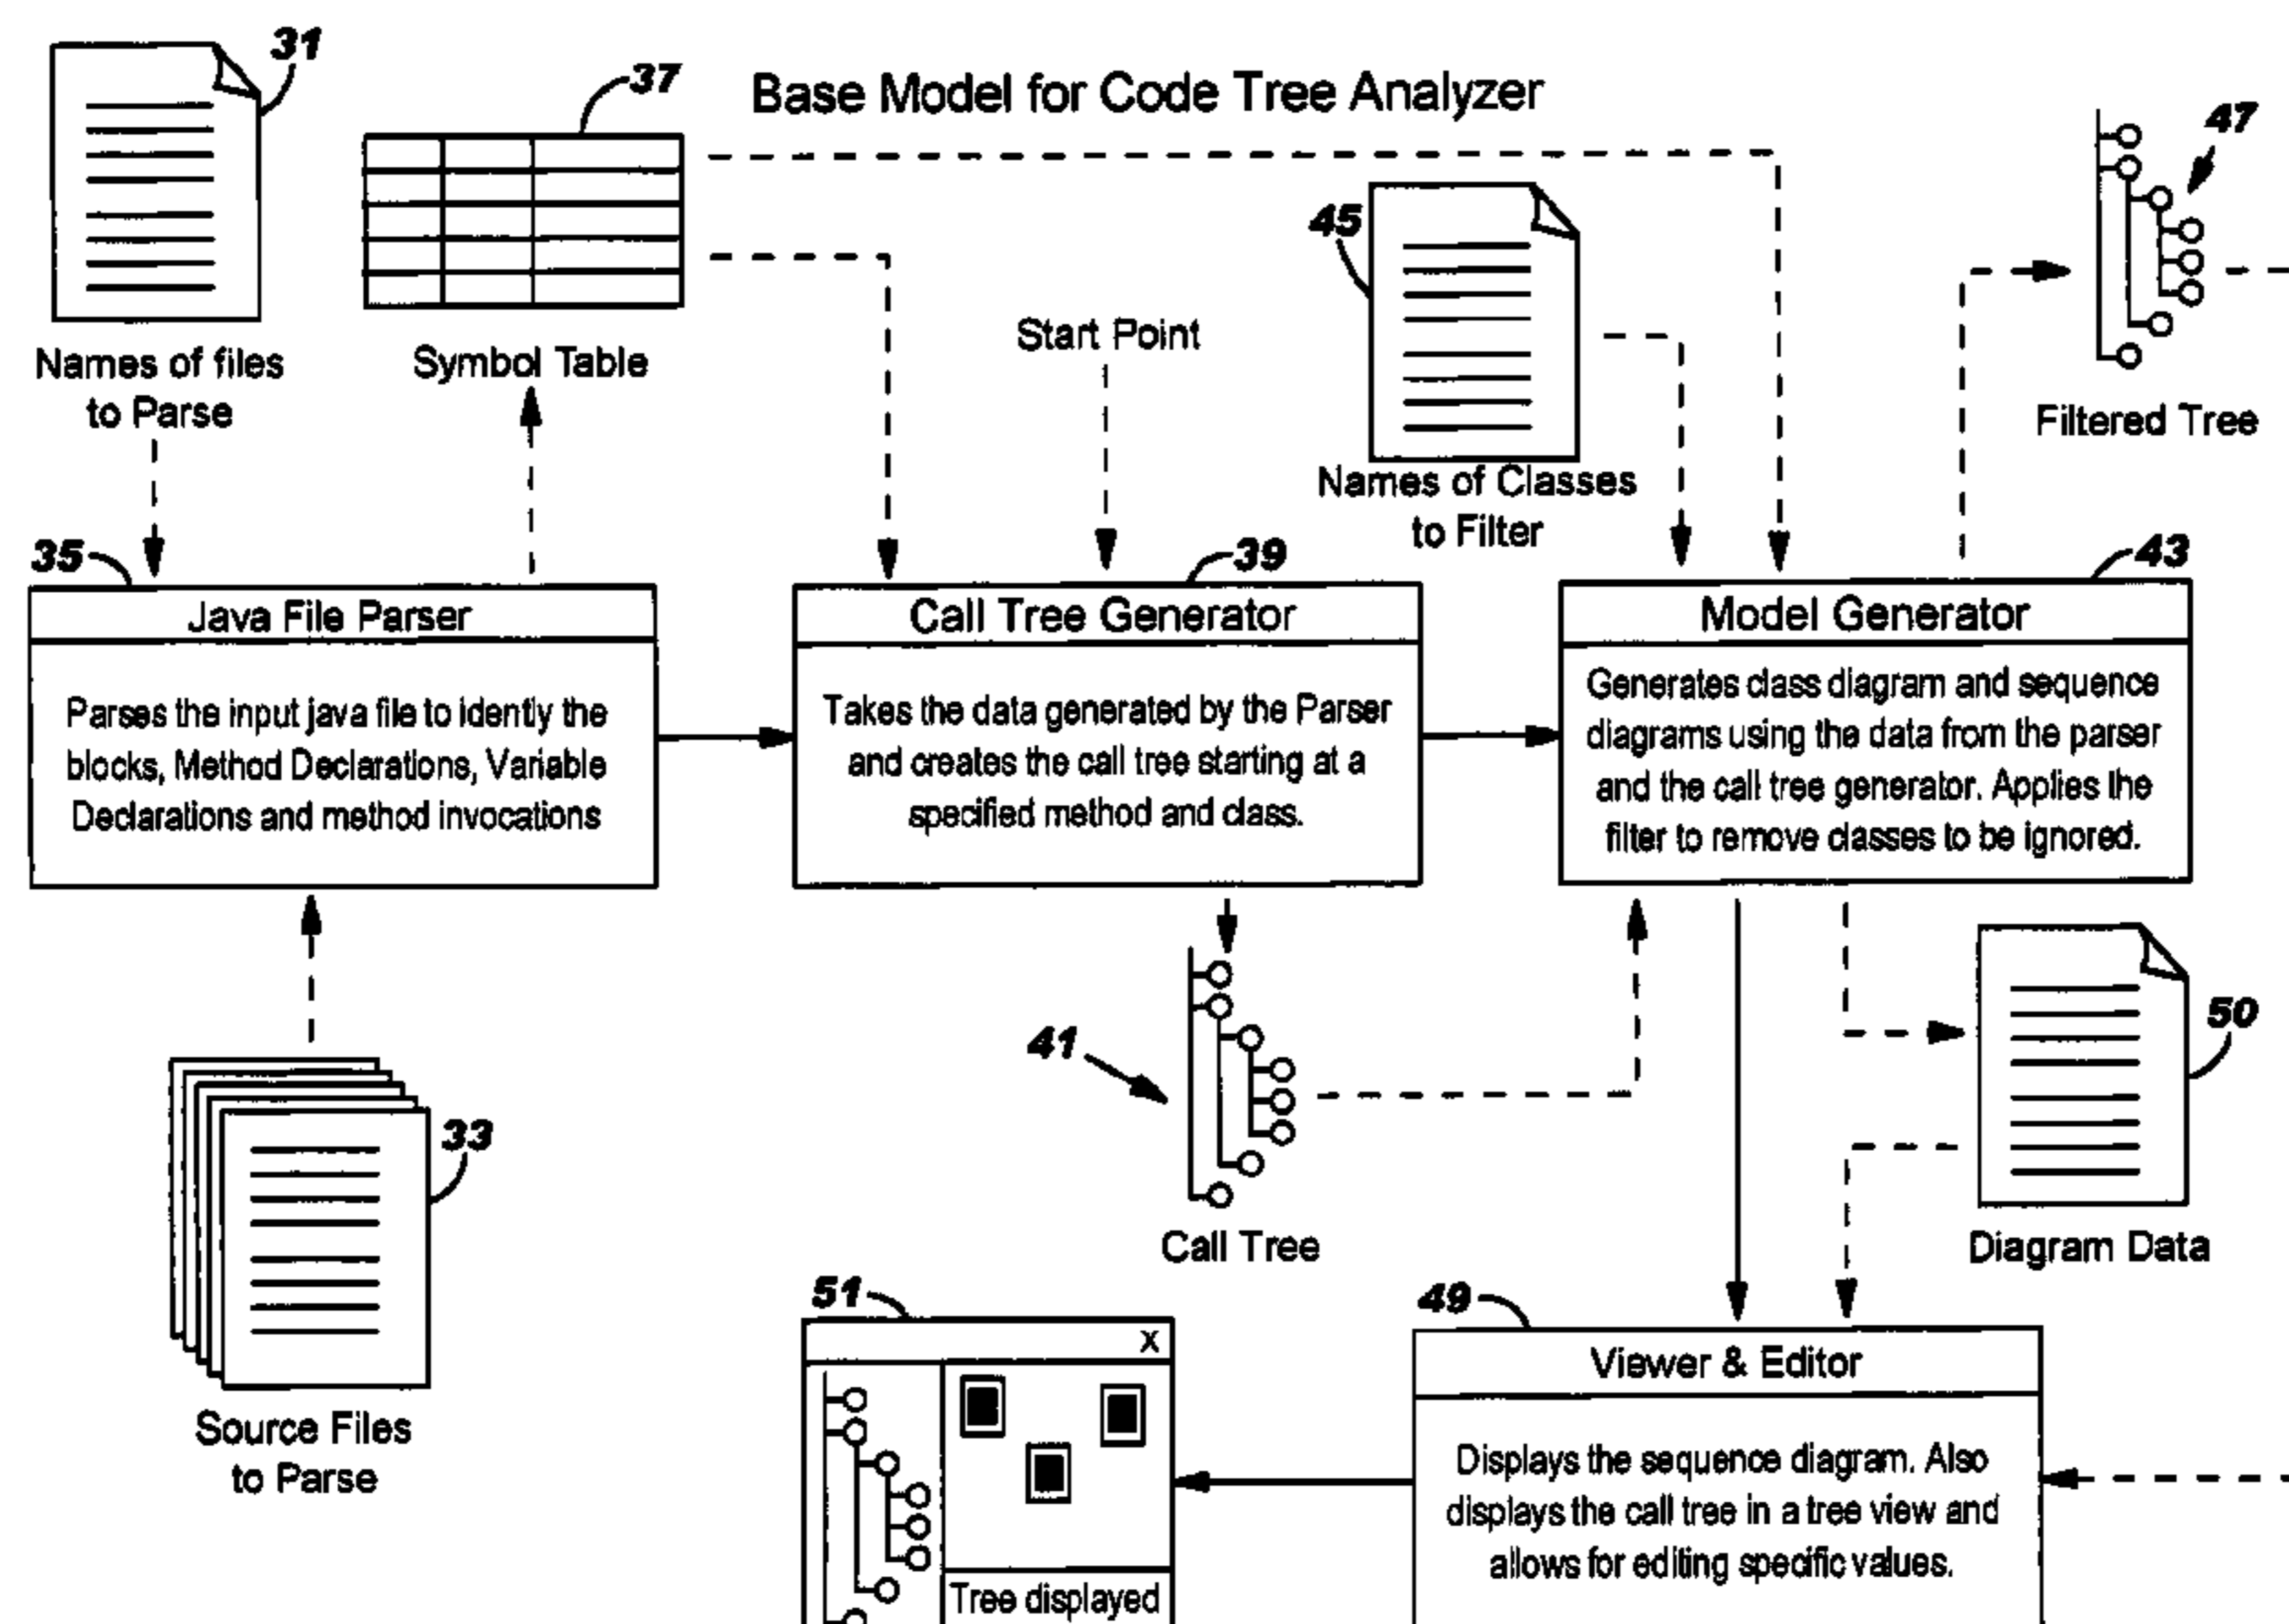 31
37
Base Model for Code Tree Analyzer
47
45
Start Point
Names of files
to Parse
Symbol Table
Filtered Tree
Names of Classes
to Filter
35
39
43
Java File Parser
Call Tree Generator
Model Generator
Parses the input java file to idently the
blocks, Method Declarations, Variable
Declarations and method invocations
Takes the data generated by the Parser
and creates the call tree starting at a
specified method and class.
Generates class diagram and sequence
diagrams using the data from the parser
and the call tree generator. Applies the
filter to remove classes to be ignored.
41
50
33
Call Tree
Diagram Data
51
49
X
Viewer & Editor
Source Files
to Parse
Displays the sequence diagram. Also
displays the call tree in a tree view and
allows for editing specific values.
Tree displayed